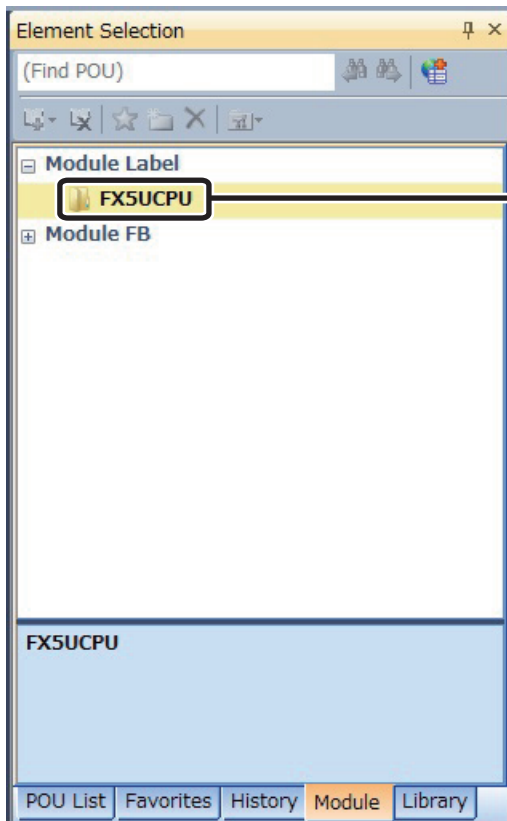 Element Selection
(Find POU)
Module Label
FX5UCPU
Module FB
FX5UCPU
POU List Favorites History Module Library